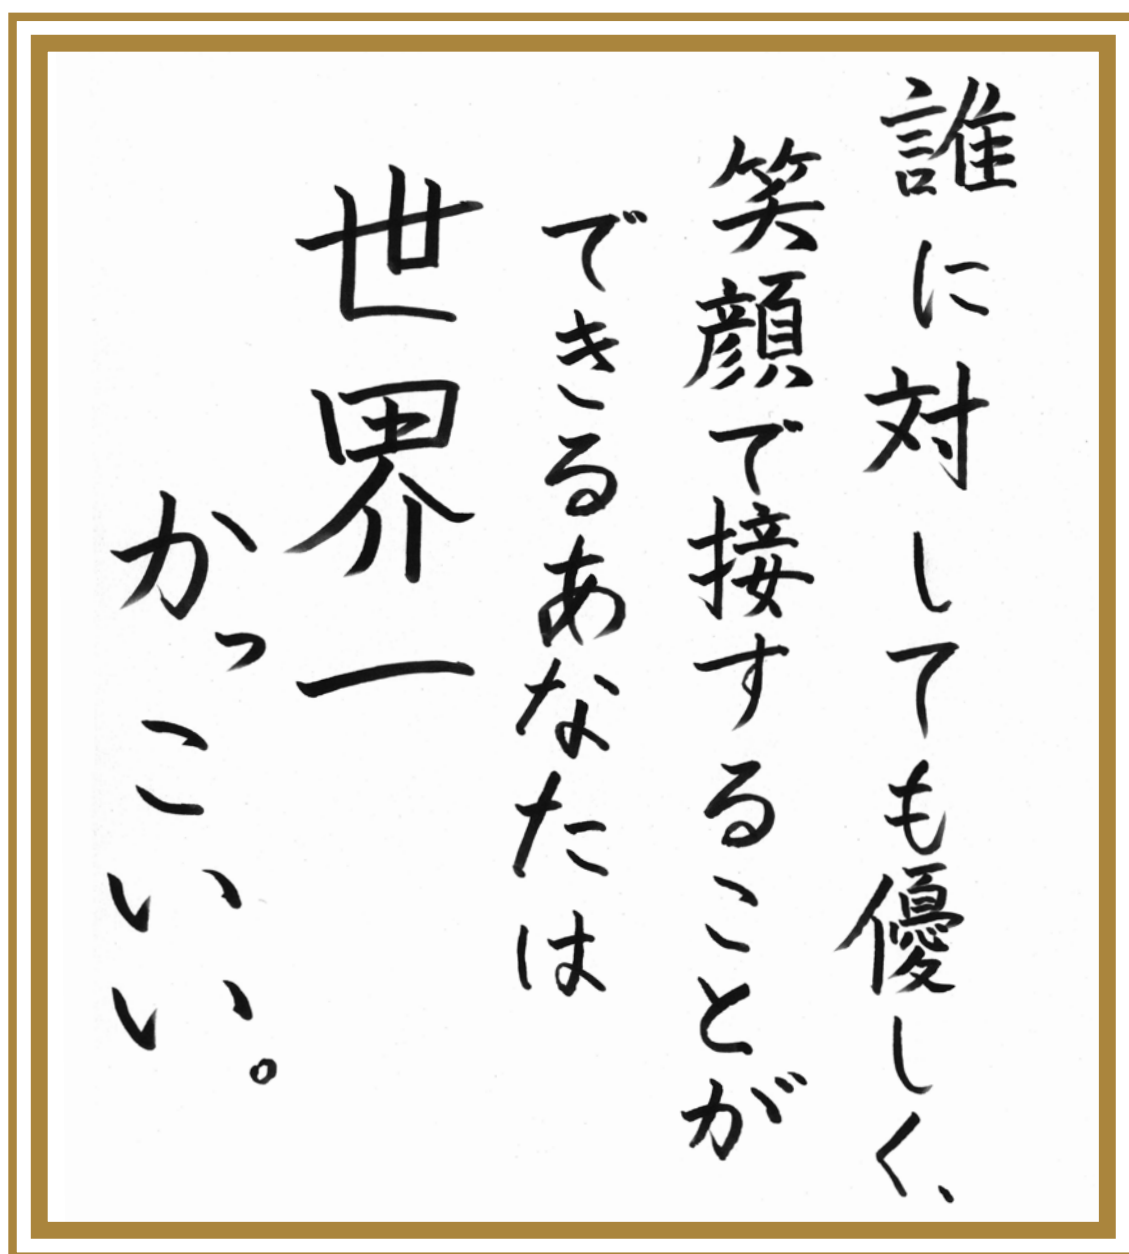 誰に対しても優しく、
笑顔で接することが
できるあなたは
世界一
かっこいい。